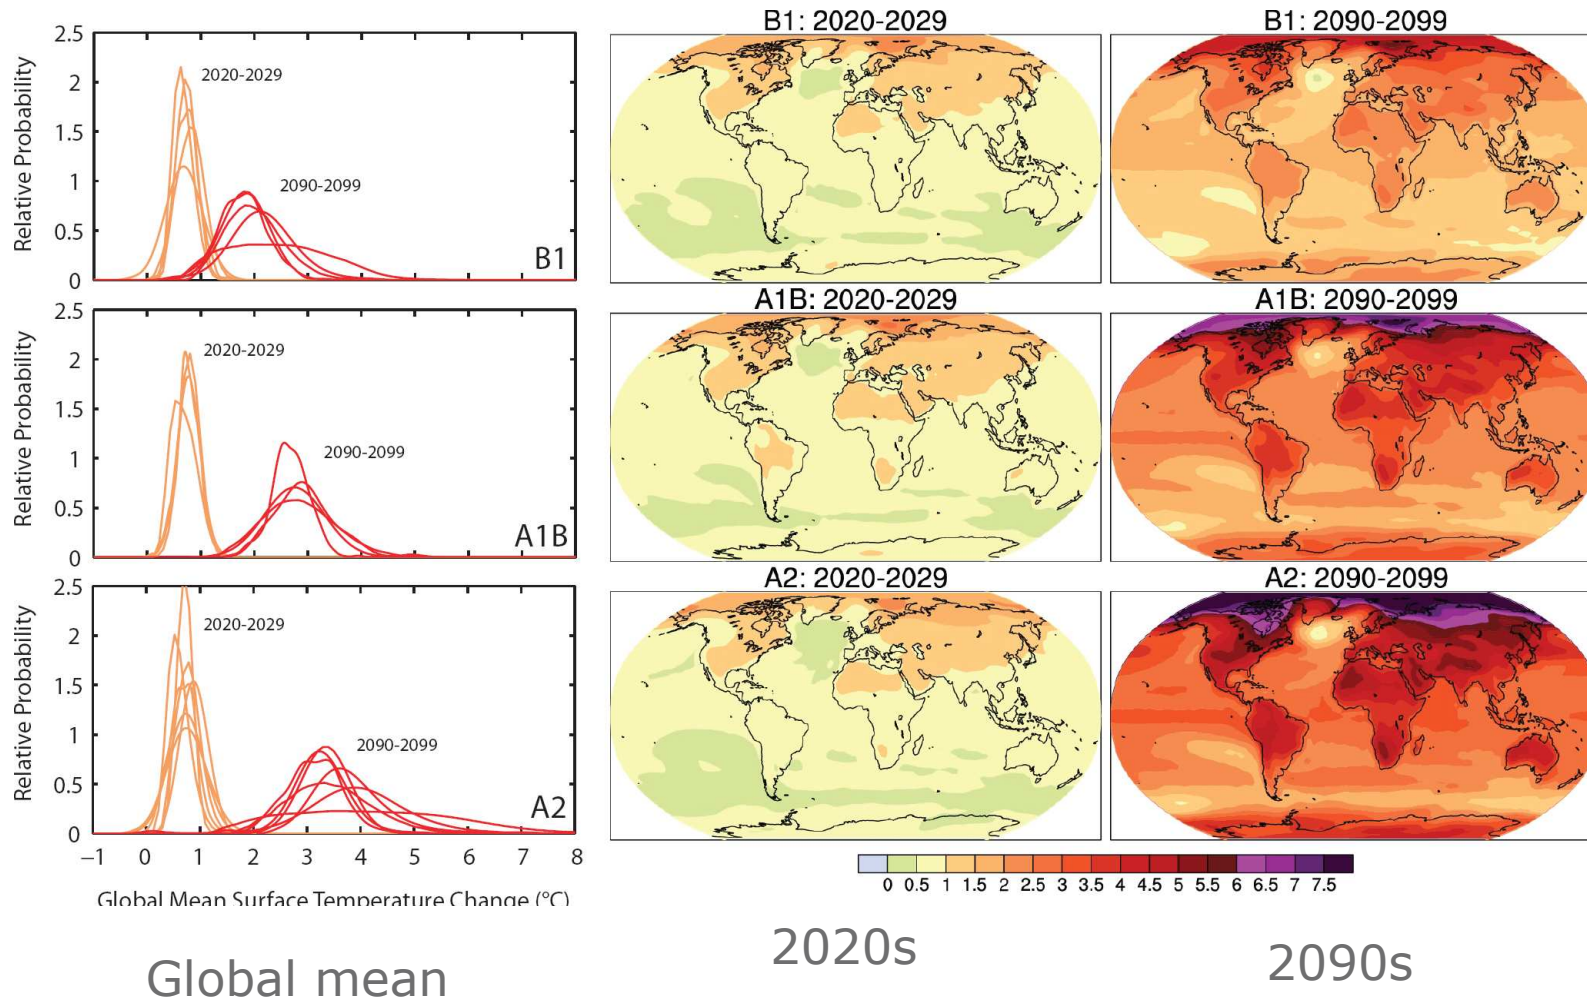 B1: 2020-2029
B1: 2090-2099
2.5
2
1.5
1
0.5
0
Relative Probability
2020-2029
2090-2099
B1
A1B: 2020-2029
A1B: 2090-2099
2.5
2
1.5
1
0.5
0
Relative Probability
2020-2029
2090-2099
A1B
A2: 2020-2029
A2: 2090-2099
2.5
2
1.5
1
0.5
0
Relative Probability
2020-2029
2090-2099
A2
−1 0 1 2 3 4 5 6 7 8
Global Mean Surface Temperature Change (°C)
0 0.5 1 1.5 2 2.5 3 3.5 4 4.5 5 5.5 6 6.5 7 7.5
Global mean
2020s
2090s